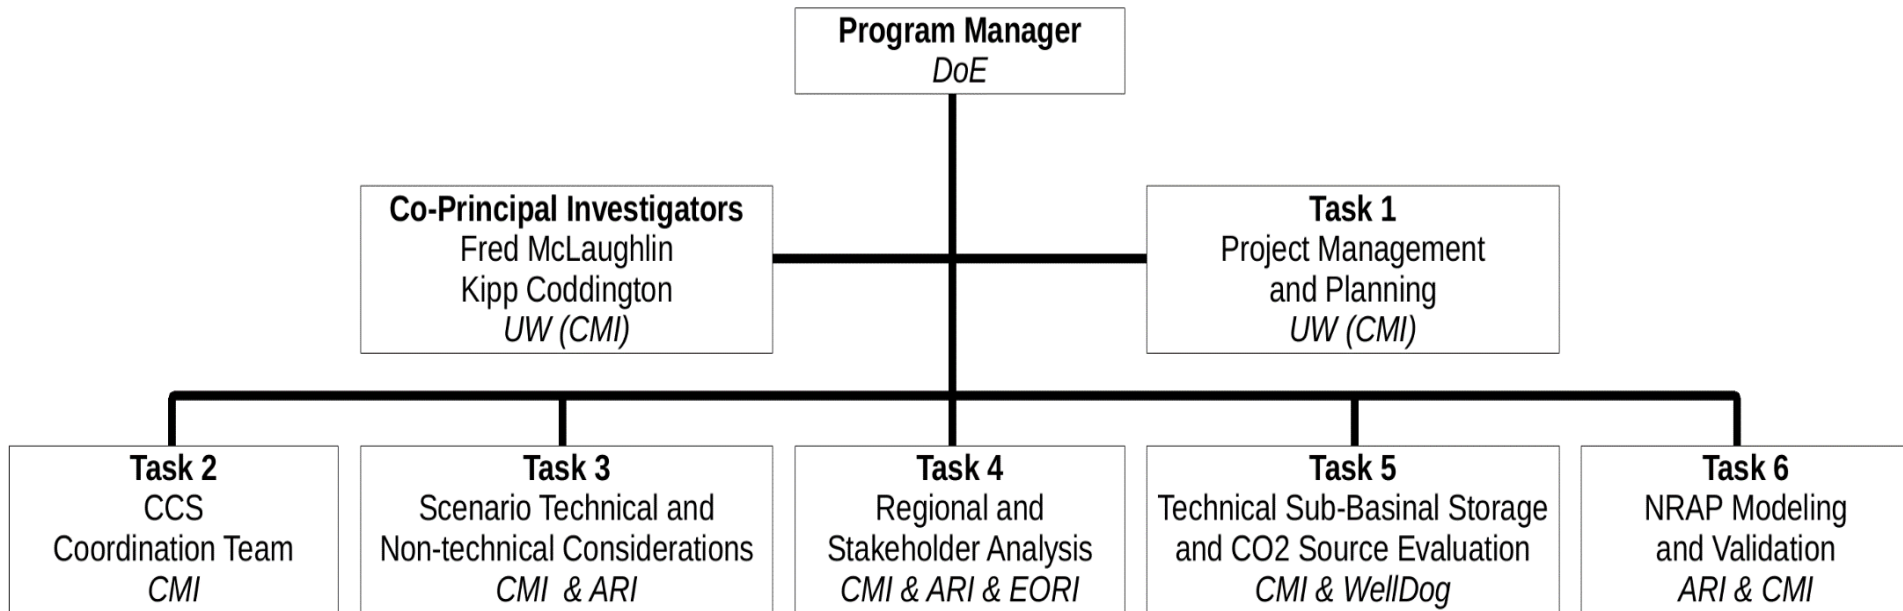 Program Manager
DoE
Co-Principal Investigators
Fred McLaughlin
Kipp Coddington
UW (CMI)
Task 1
Project Management
and Planning
UW (CMI)
Task 2
CCS
Coordination Team
CMI
Task 3
Scenario Technical and
Non-technical Considerations
CMI & ARI
Task 4
Regional and
Stakeholder Analysis
CMI & ARI & EORI
Task 5
Technical Sub-Basinal Storage
and CO2 Source Evaluation
CMI & WellDog
Task 6
NRAP Modeling
and Validation
ARI & CMI